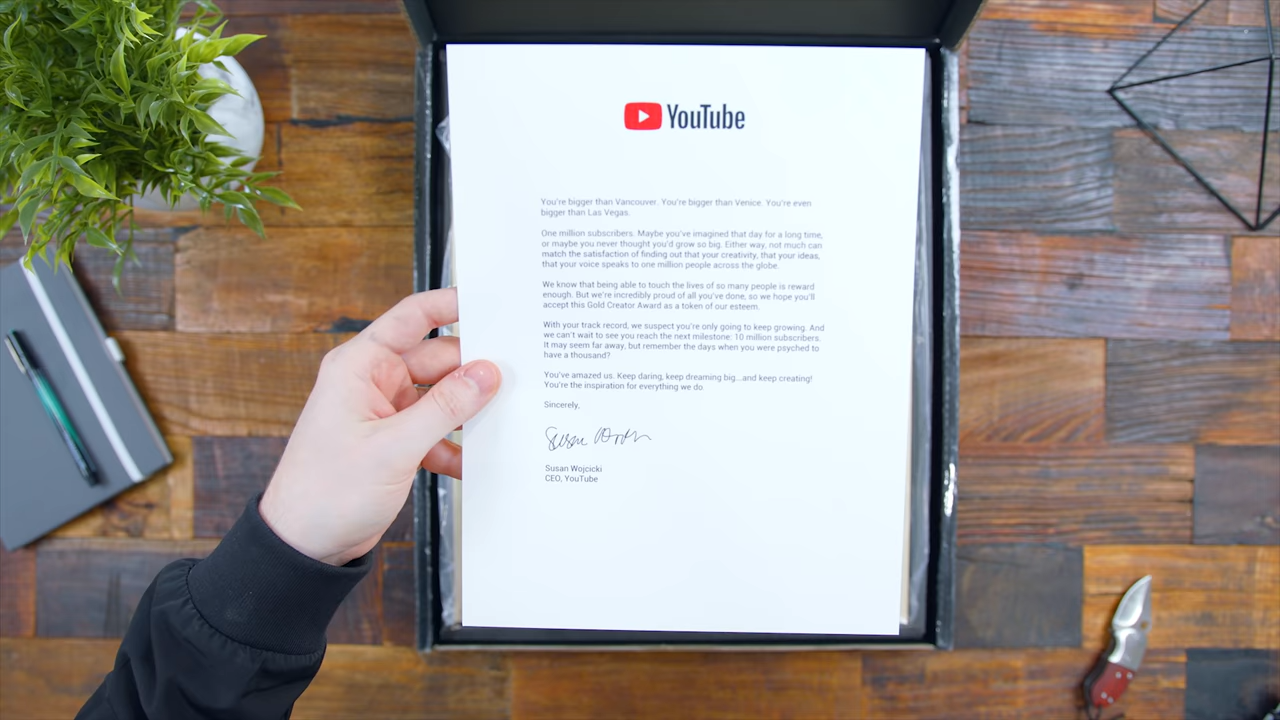 YouTube
You're bigger than Vancouver. You're bigger than Venice. You're even
bigger than Las Vegas.
One million subscribers. Maybe you've imagined that day for a long time,
or maybe you never thought you'd grow so big. Either way, not much can
match the satisfaction of finding out that your creativity, that your ideas,
that your voice speaks to one million people across the globe.
We know that being able to touch the lives of so many people is reward
enough. But we're incredibly proud of all you've done, so we hope you'll
accept this Gold Creator Award as a token of our esteem.
With your track record, we suspect you're only going to keep growing. And
we can't wait to see you reach the next milestone: 10 million subscribers.
It may seem far away, but remember the days when you were psyched to
have a thousand?
You've amazed us. Keep daring, keep dreaming big...and keep creating!
You're the inspiration for everything we do.
Sincerely,
Susan Wojcicki
CEO, YouTube